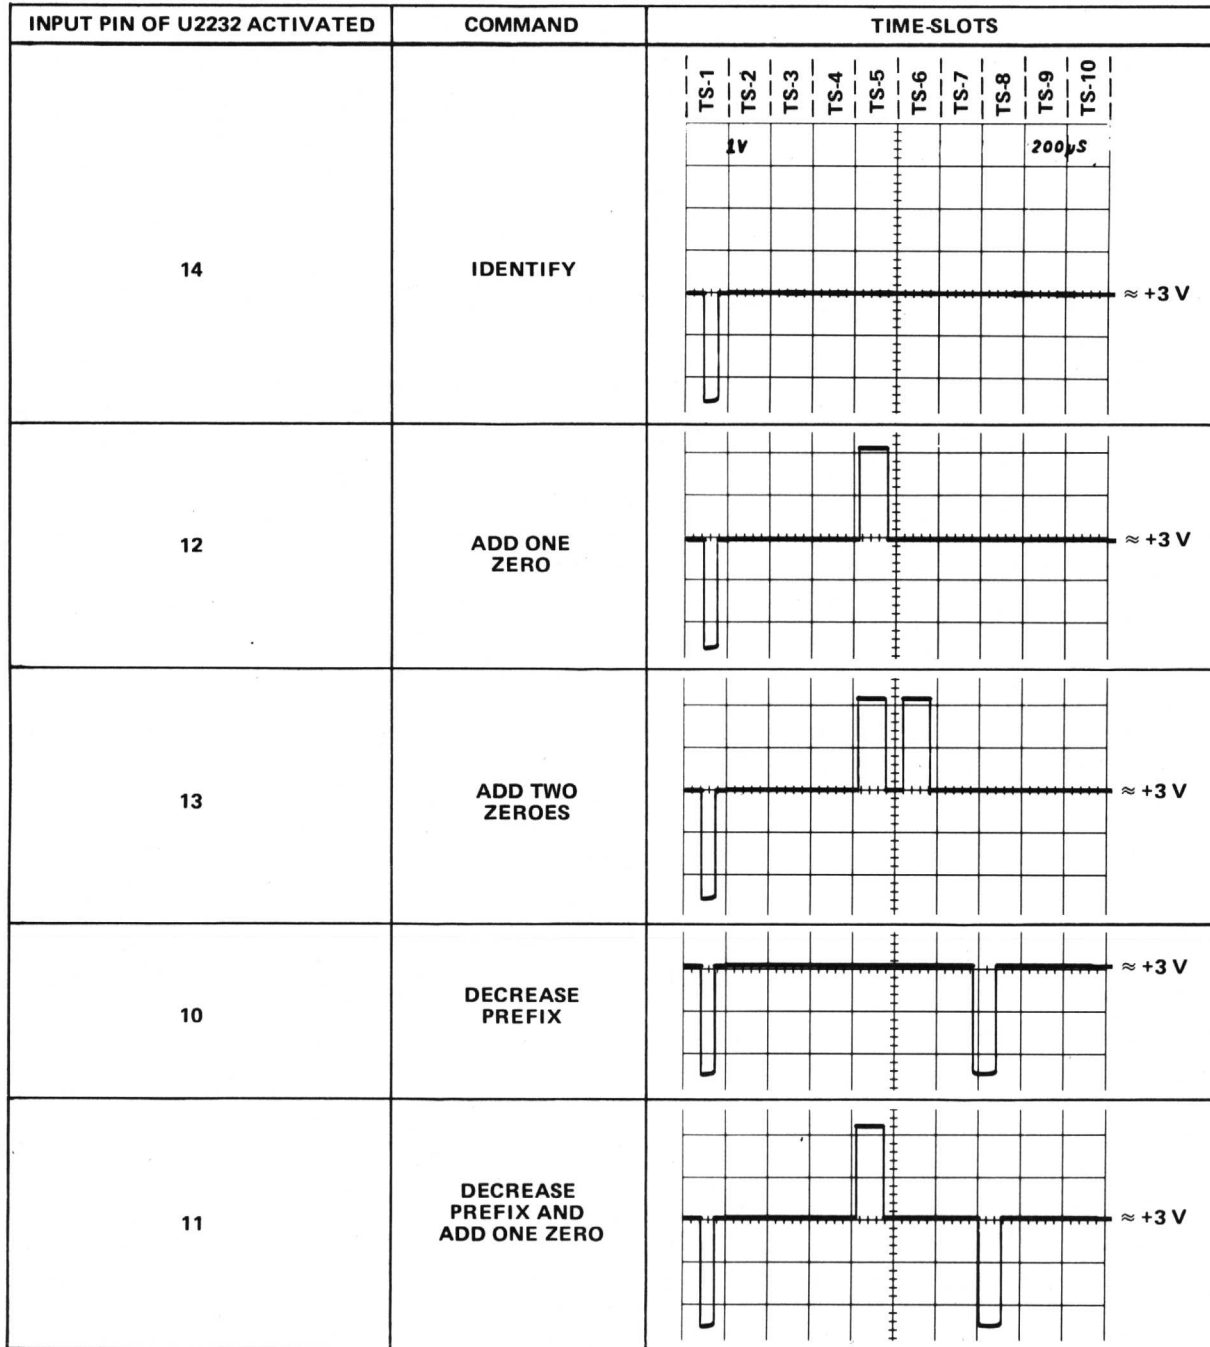 INPUT PIN OF U2232 ACTIVATED
COMMAND
TIME-SLOTS
TS-1
TS-2
TS-3
TS-4
TS-5
TS-6
TS-7
TS-8
TS-9
TS-10
1V
200µS
14
IDENTIFY
≈ +3 V
12
ADD ONE
ZERO
≈ +3 V
13
ADD TWO
ZEROES
≈ +3 V
10
DECREASE
PREFIX
≈ +3 V
11
DECREASE
PREFIX AND
ADD ONE ZERO
≈ +3 V